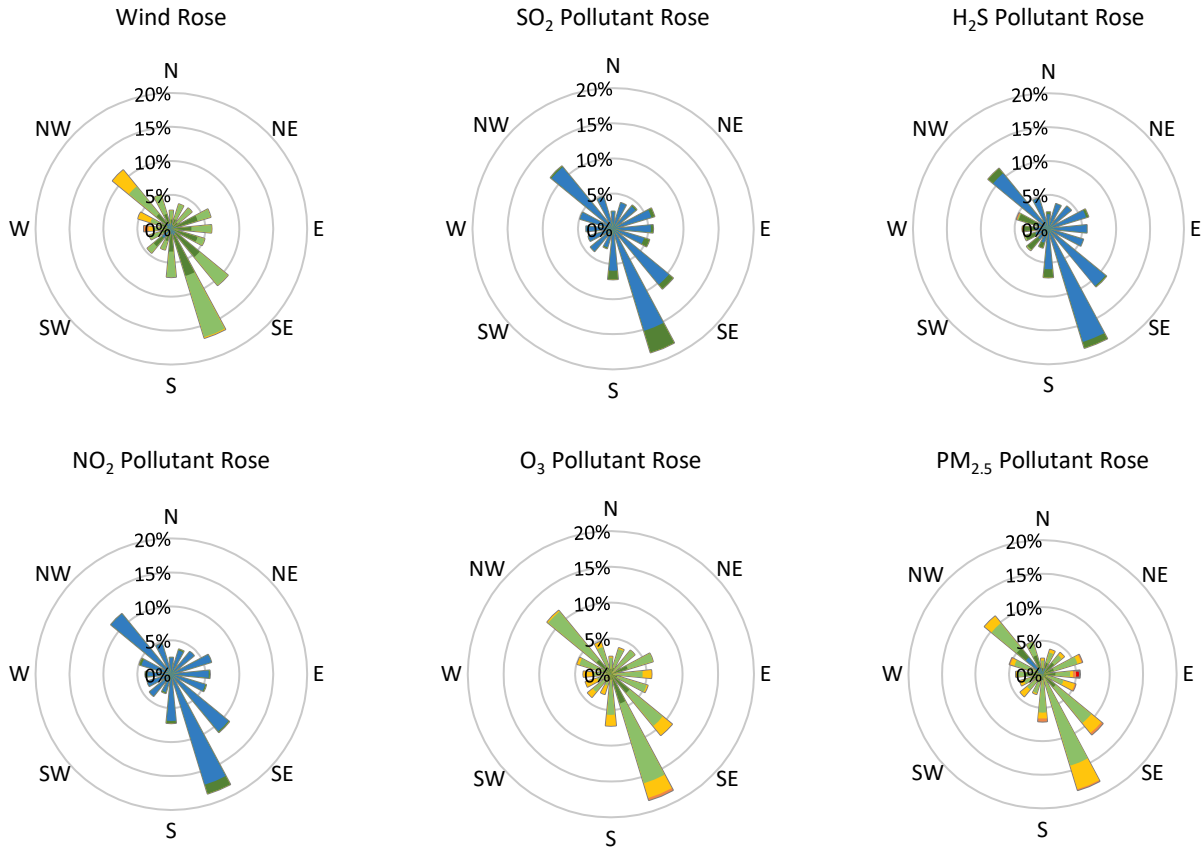 Wind Rose
N
20%
NW
NE
15%
10%
5%
W
0%
E
SW
SE
S
SO₂ Pollutant Rose
N
20%
NW
NE
15%
10%
5%
W
0%
E
SW
SE
S
H₂S Pollutant Rose
N
20%
NW
NE
15%
10%
5%
W
0%
E
SW
SE
S
NO₂ Pollutant Rose
N
20%
NW
NE
15%
10%
5%
W
0%
E
SW
SE
S
O₃ Pollutant Rose
N
20%
NW
NE
15%
10%
5%
W
0%
E
SW
SE
S
PM₂.₅ Pollutant Rose
N
20%
NW
NE
15%
10%
5%
W
0%
E
SW
SE
S